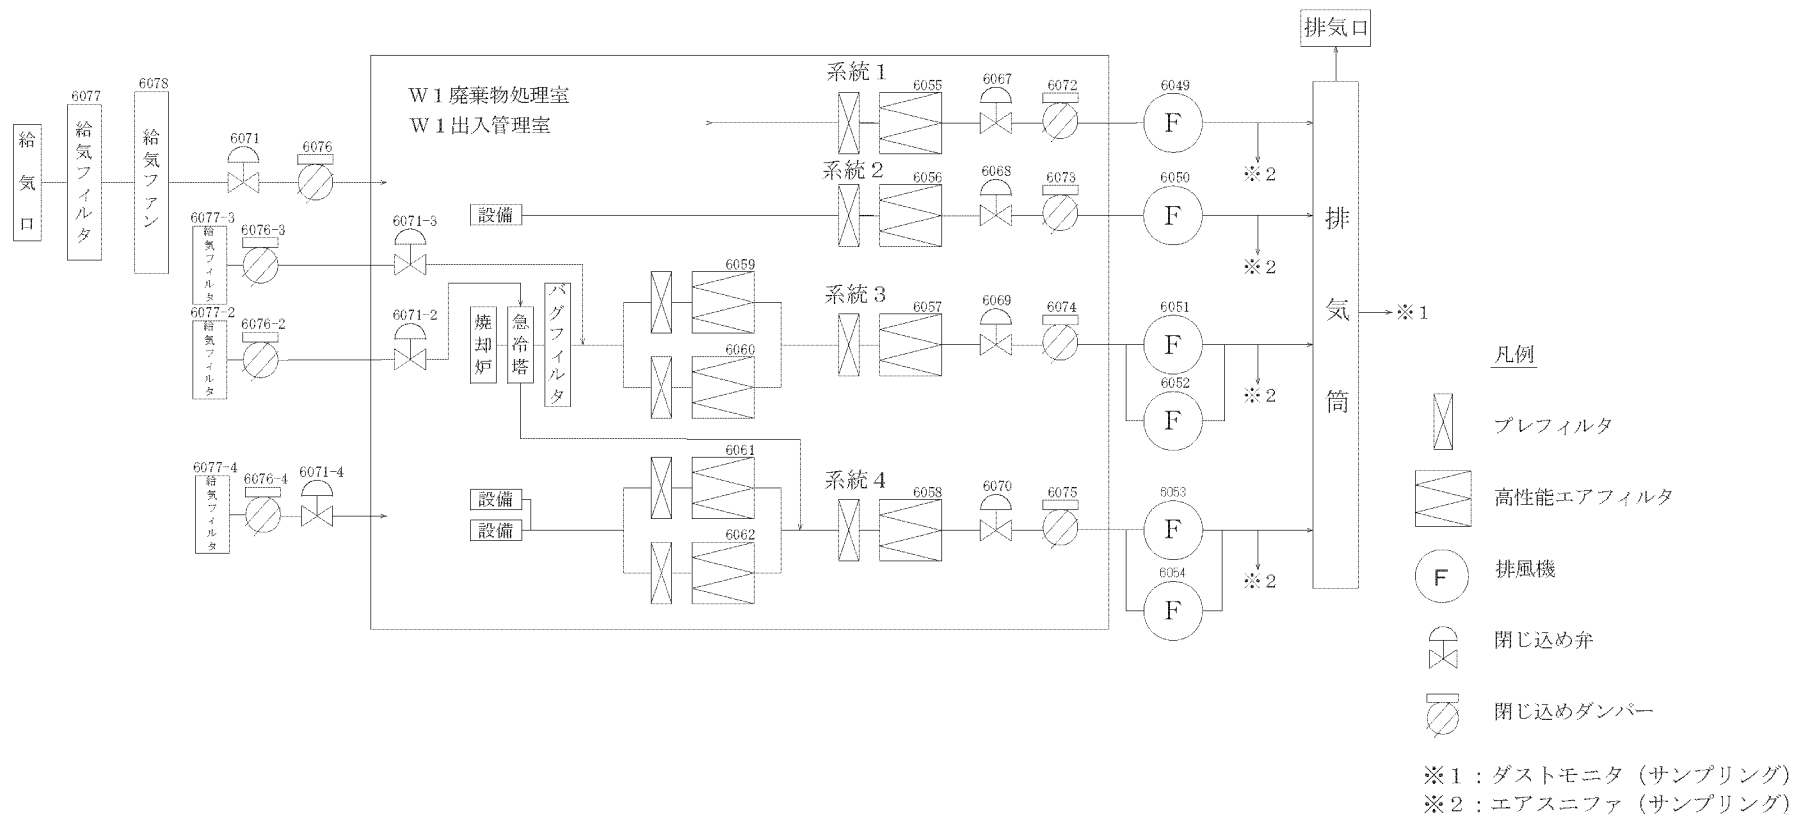 排気口
給気口
6077
給気フィルタ
6078
給気ファン
6071
6076
W１廃棄物処理室
W１出入管理室
系統１
6055
6067
6072
6049
F
※２
系統２
設備
6056
6068
6073
6050
F
※２
6077-3
給気フィルタ
6076-3
6071-3
6077-2
給気フィルタ
6076-2
6071-2
焼却炉
急冷塔
バグフィルタ
6059
6060
系統３
6057
6069
6074
6051
F
6052
F
※２
排気筒
※１
6077-4
給気フィルタ
6076-4
6071-4
設備
設備
6061
6062
系統４
6058
6070
6075
6053
F
6054
F
※２
凡例
プレフィルタ
高性能エアフィルタ
F
排風機
閉じ込め弁
閉じ込めダンパー
※１：ダストモニタ（サンプリング）
※２：エアスニファ（サンプリング）